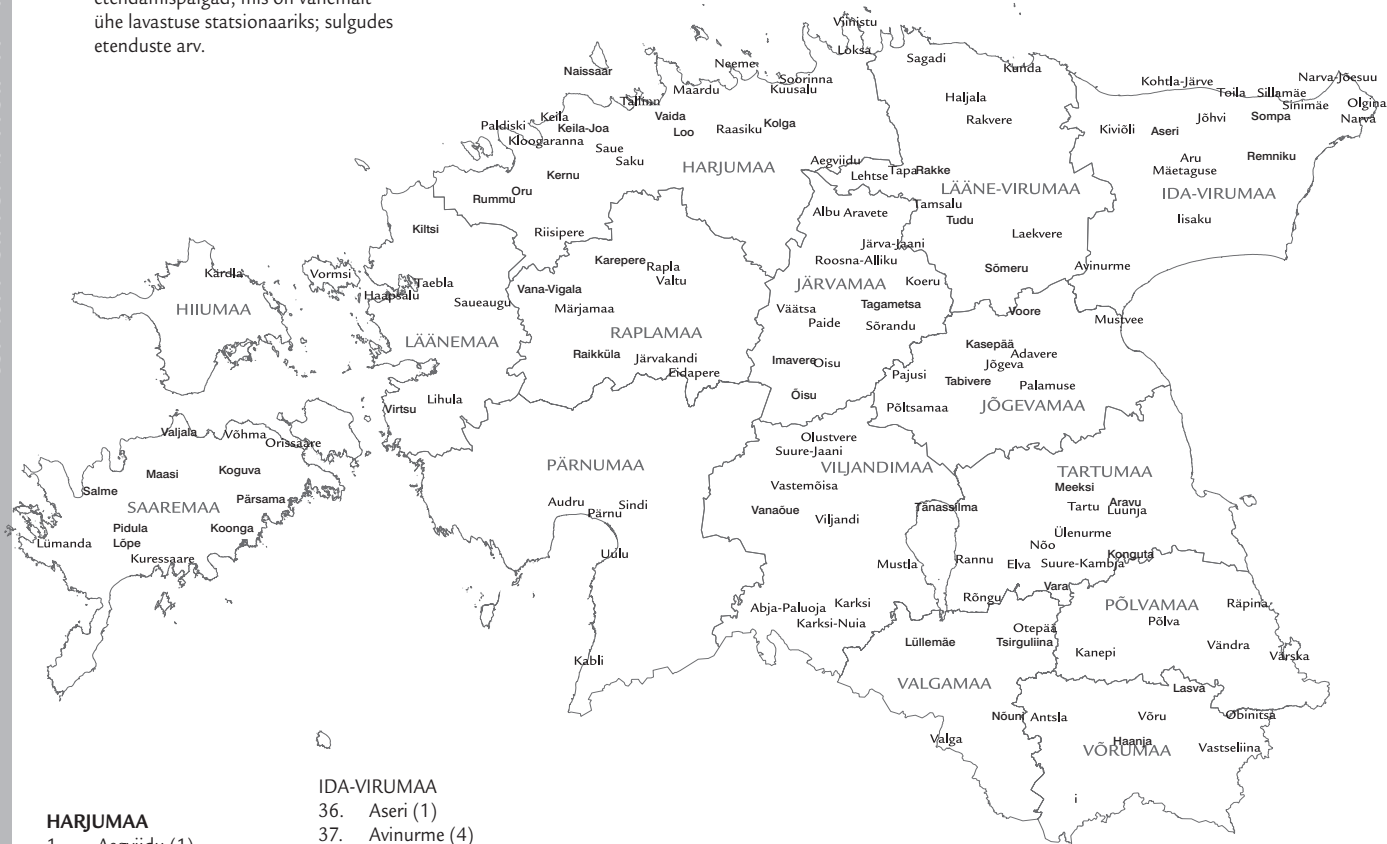 etendamispaigad, mis on vähemalt
ühe lavastuse statsionaariks; sulgudes
etenduste arv.
Viinistu
Loksa
Sagadi
Kunda
Neeme
Naissaar
Soorinna
Kuusalu
Maardu
Tallinn
Kohtla-Järve
Narva-Jõesuu
Toila
Sillamäe
Sinimäe
Olgina
Narva
Haljala
Rakvere
Keila
Vaida
Kolga
Paldiski
Keila-Joa
Loo
Raasiku
Kloogaranna
Saue
Saku
Kiviõli
Aseri
Jõhvi
Sompa
Aru
Mäetaguse
Remniku
HARJUMAA
Aegviidu
Lehtse
Tapa
Rakke
LÄÄNE-VIRUMAA
IDA-VIRUMAA
Kernu
Oru
Rummu
Tamsalu
Albu
Aravete
Tudu
Iisaku
Kiltsi
Riisipere
Järva-Jaani
Laekvere
Roosna-Alliku
Karepere
Rapla
Valtu
Sõmeru
Avinurme
Kärdla
Vormsi
Taebla
Haapsalu
Saueaugu
Vana-Vigala
Märjamaa
JÄRVAMAA
Koeru
HIIUMAA
Väätsa
Tagametsa
Paide
Sõrandu
Voore
Mustvee
LÄÄNEMAA
RAPLAMAA
Raikküla
Järvakandi
Eidapere
Imavere
Oisu
Kasepää
Adavere
Jõgeva
Pajusi
Tabivere
Palamuse
Õisu
Põltsamaa
JÕGEVAMAA
Lihula
Virtsu
Valjala
Võhma
Orissaare
Olustvere
Suure-Jaani
Maasi
Koguva
PÄRNUMAA
VILJANDIMAA
TARTUMAA
Salme
Pärsama
Vastemõisa
Meeksi
SAAREMAA
Audru
Sindi
Pärnu
Vanaõue
Viljandi
Tänassilma
Tartu
Aravu
Luunja
Pidula
Koonga
Lümanda
Lõpe
Kuressaare
Ülenurme
Nõo
Uulu
Mustla
Rannu
Elva
Suure-Kambja
Konguta
Vara
Abja-Paluoja
Karksi
Karksi-Nuia
Rõngu
PÕLVAMAA
Räpina
Põlva
Lüllemäe
Otepää
Tsirguliina
Kanepi
Vändra
Värska
Kabli
VALGAMAA
Lasva
Nõuni
Antsla
Võru
Obinitsa
Valga
Haanja
VÕRUMAA
Vastseliina
i
HARJUMAA
1. Aegviidu (1)
IDA-VIRUMAA
36. Aseri (1)
37. Avinurme (4)